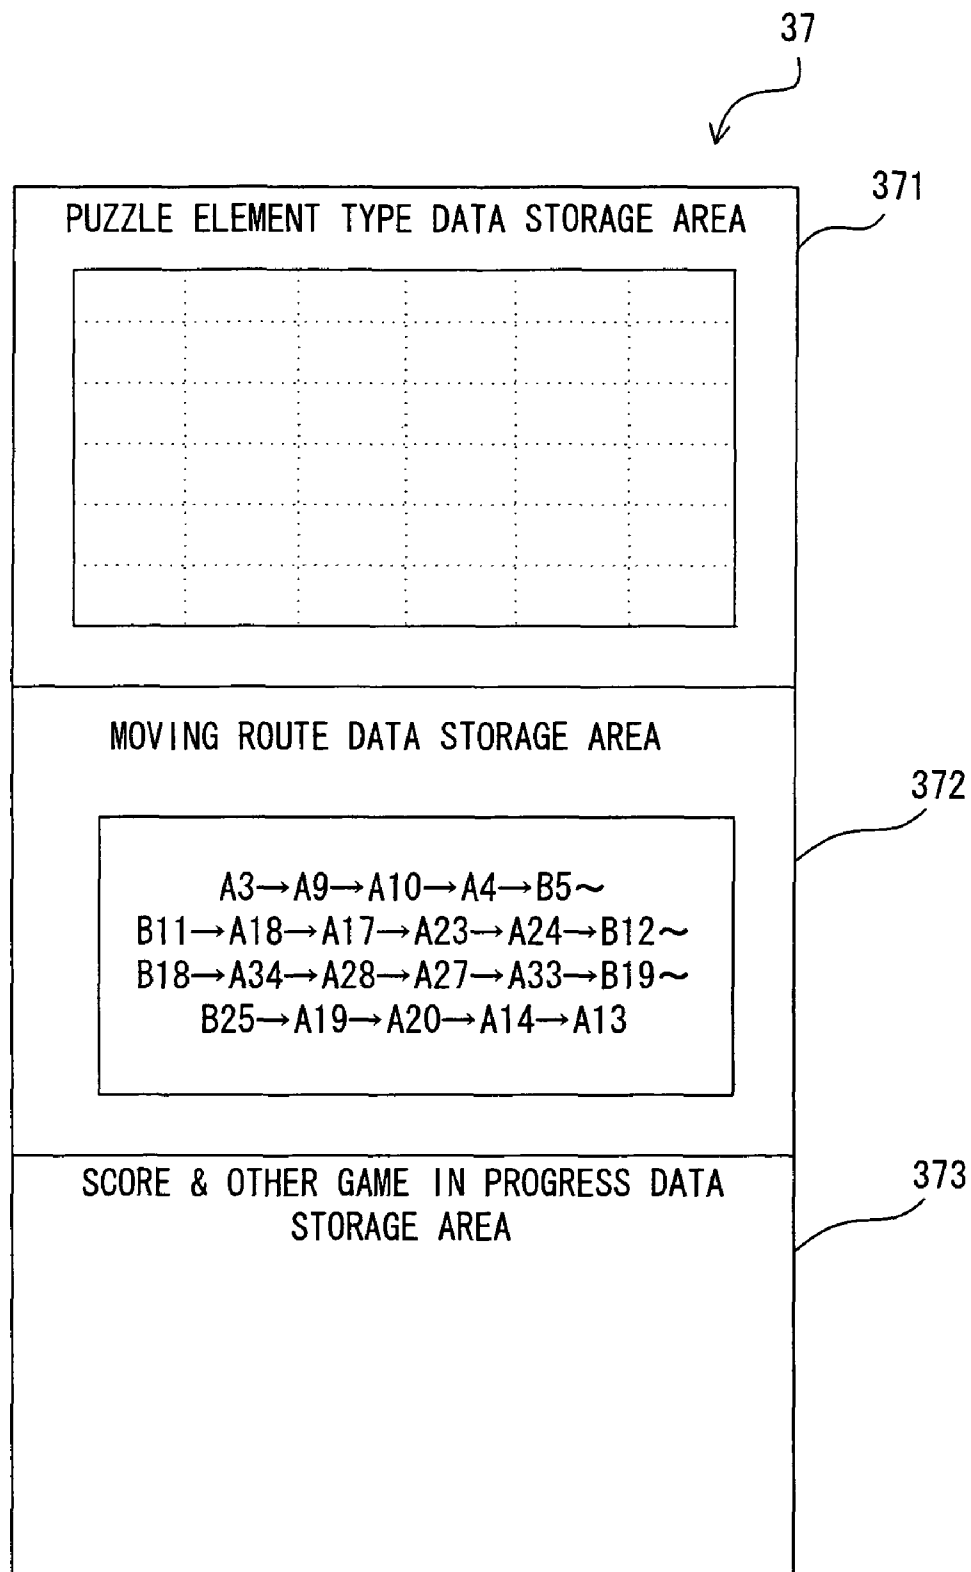 37
371
PUZZLE ELEMENT TYPE DATA STORAGE AREA
MOVING ROUTE DATA STORAGE AREA
372
A3→A9→A10→A4→B5~
B11→A18→A17→A23→A24→B12~
B18→A34→A28→A27→A33→B19~
B25→A19→A20→A14→A13
373
SCORE & OTHER GAME IN PROGRESS DATA
STORAGE AREA